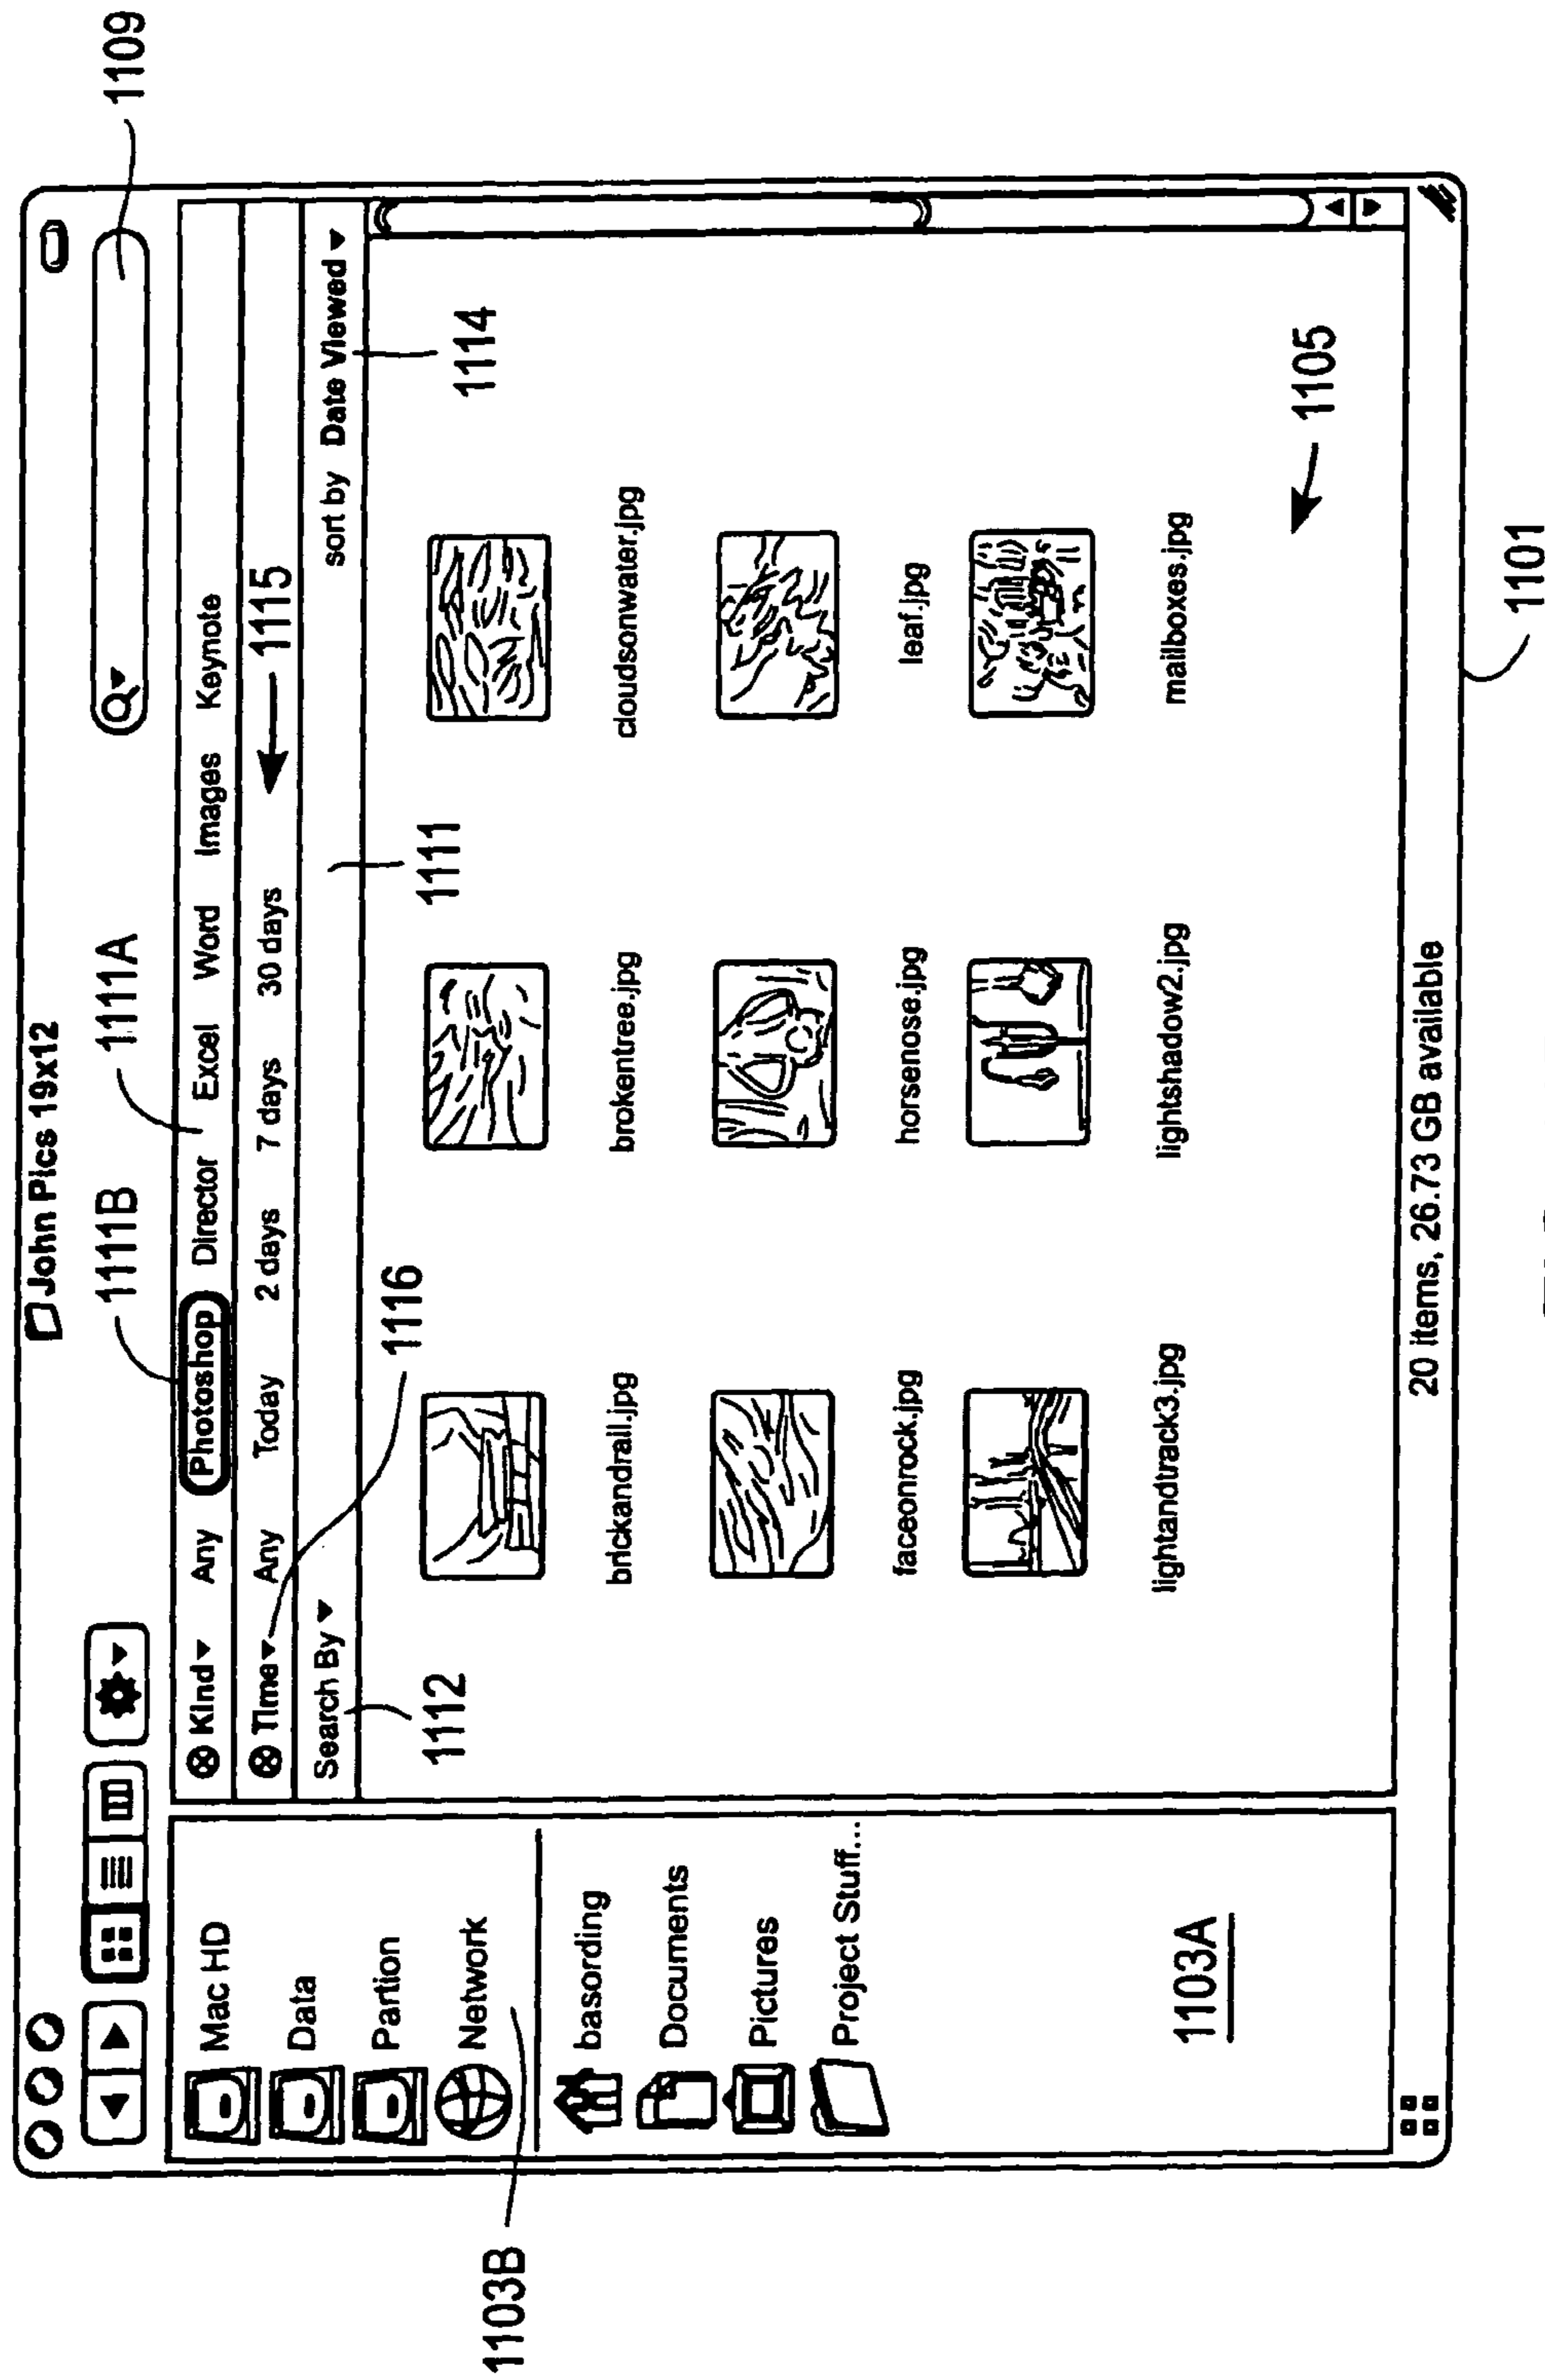 John Pics 19x12
1109
1111B
1111A
Kind Any Photoshop Director Excel Word Images Keynote
Time Any Today 2 days 7 days 30 days
1115
Search By
sort by Date Viewed
1116
1112
1111
1114
Mac HD
Data
Partion
Network
1103B
basording
Documents
Pictures
Project Stuff...
1103A
brickandrail.jpg
brokentree.jpg
cloudsonwater.jpg
faceonrock.jpg
horsenose.jpg
leaf.jpg
lightandtrack3.jpg
lightshadow2.jpg
mailboxes.jpg
1105
20 items, 26.73 GB available
1101